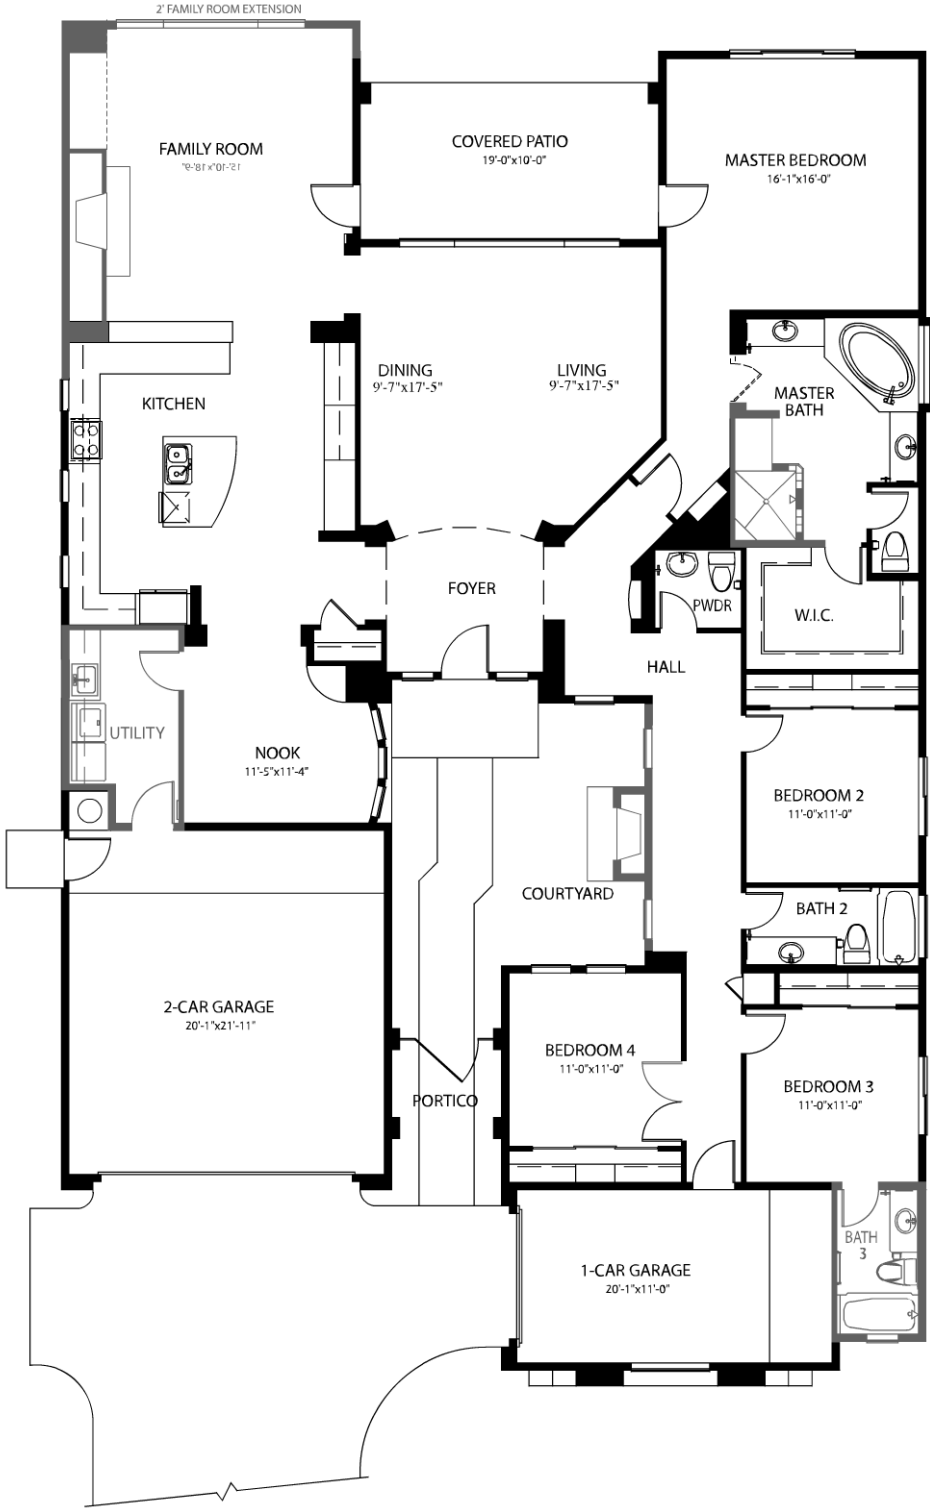 2' FAMILY ROOM EXTENSION
FAMILY ROOM
15'-10"x18'-9"
COVERED PATIO
19'-0"x10'-0"
MASTER BEDROOM
16'-1"x16'-0"
DINING
9'-7"x17'-5"
LIVING
9'-7"x17'-5"
KITCHEN
MASTER
BATH
FOYER
PWDR
W.I.C.
HALL
UTILITY
NOOK
11'-5"x11'-4"
BEDROOM 2
11'-0"x11'-0"
COURTYARD
BATH 2
2-CAR GARAGE
20'-1"x21'-11"
BEDROOM 4
11'-0"x11'-0"
PORTICO
BEDROOM 3
11'-0"x11'-0"
BATH
3
1-CAR GARAGE
20'-1"x11'-0"